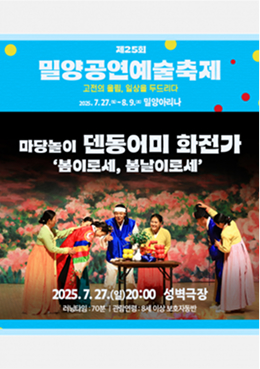 제25회
밀양공연예술축제
고전의 울림, 일상을 두드리다
2025. 7. 27.(일)~8. 9.(토) 밀양아리나
마당놀이 덴동어미 화전가
‘봄이로세, 봄날이로세’
2025. 7. 27.(일) 20:00 성벽극장
러닝타임 : 70분 | 관람연령 : 8세 이상 보호자동반